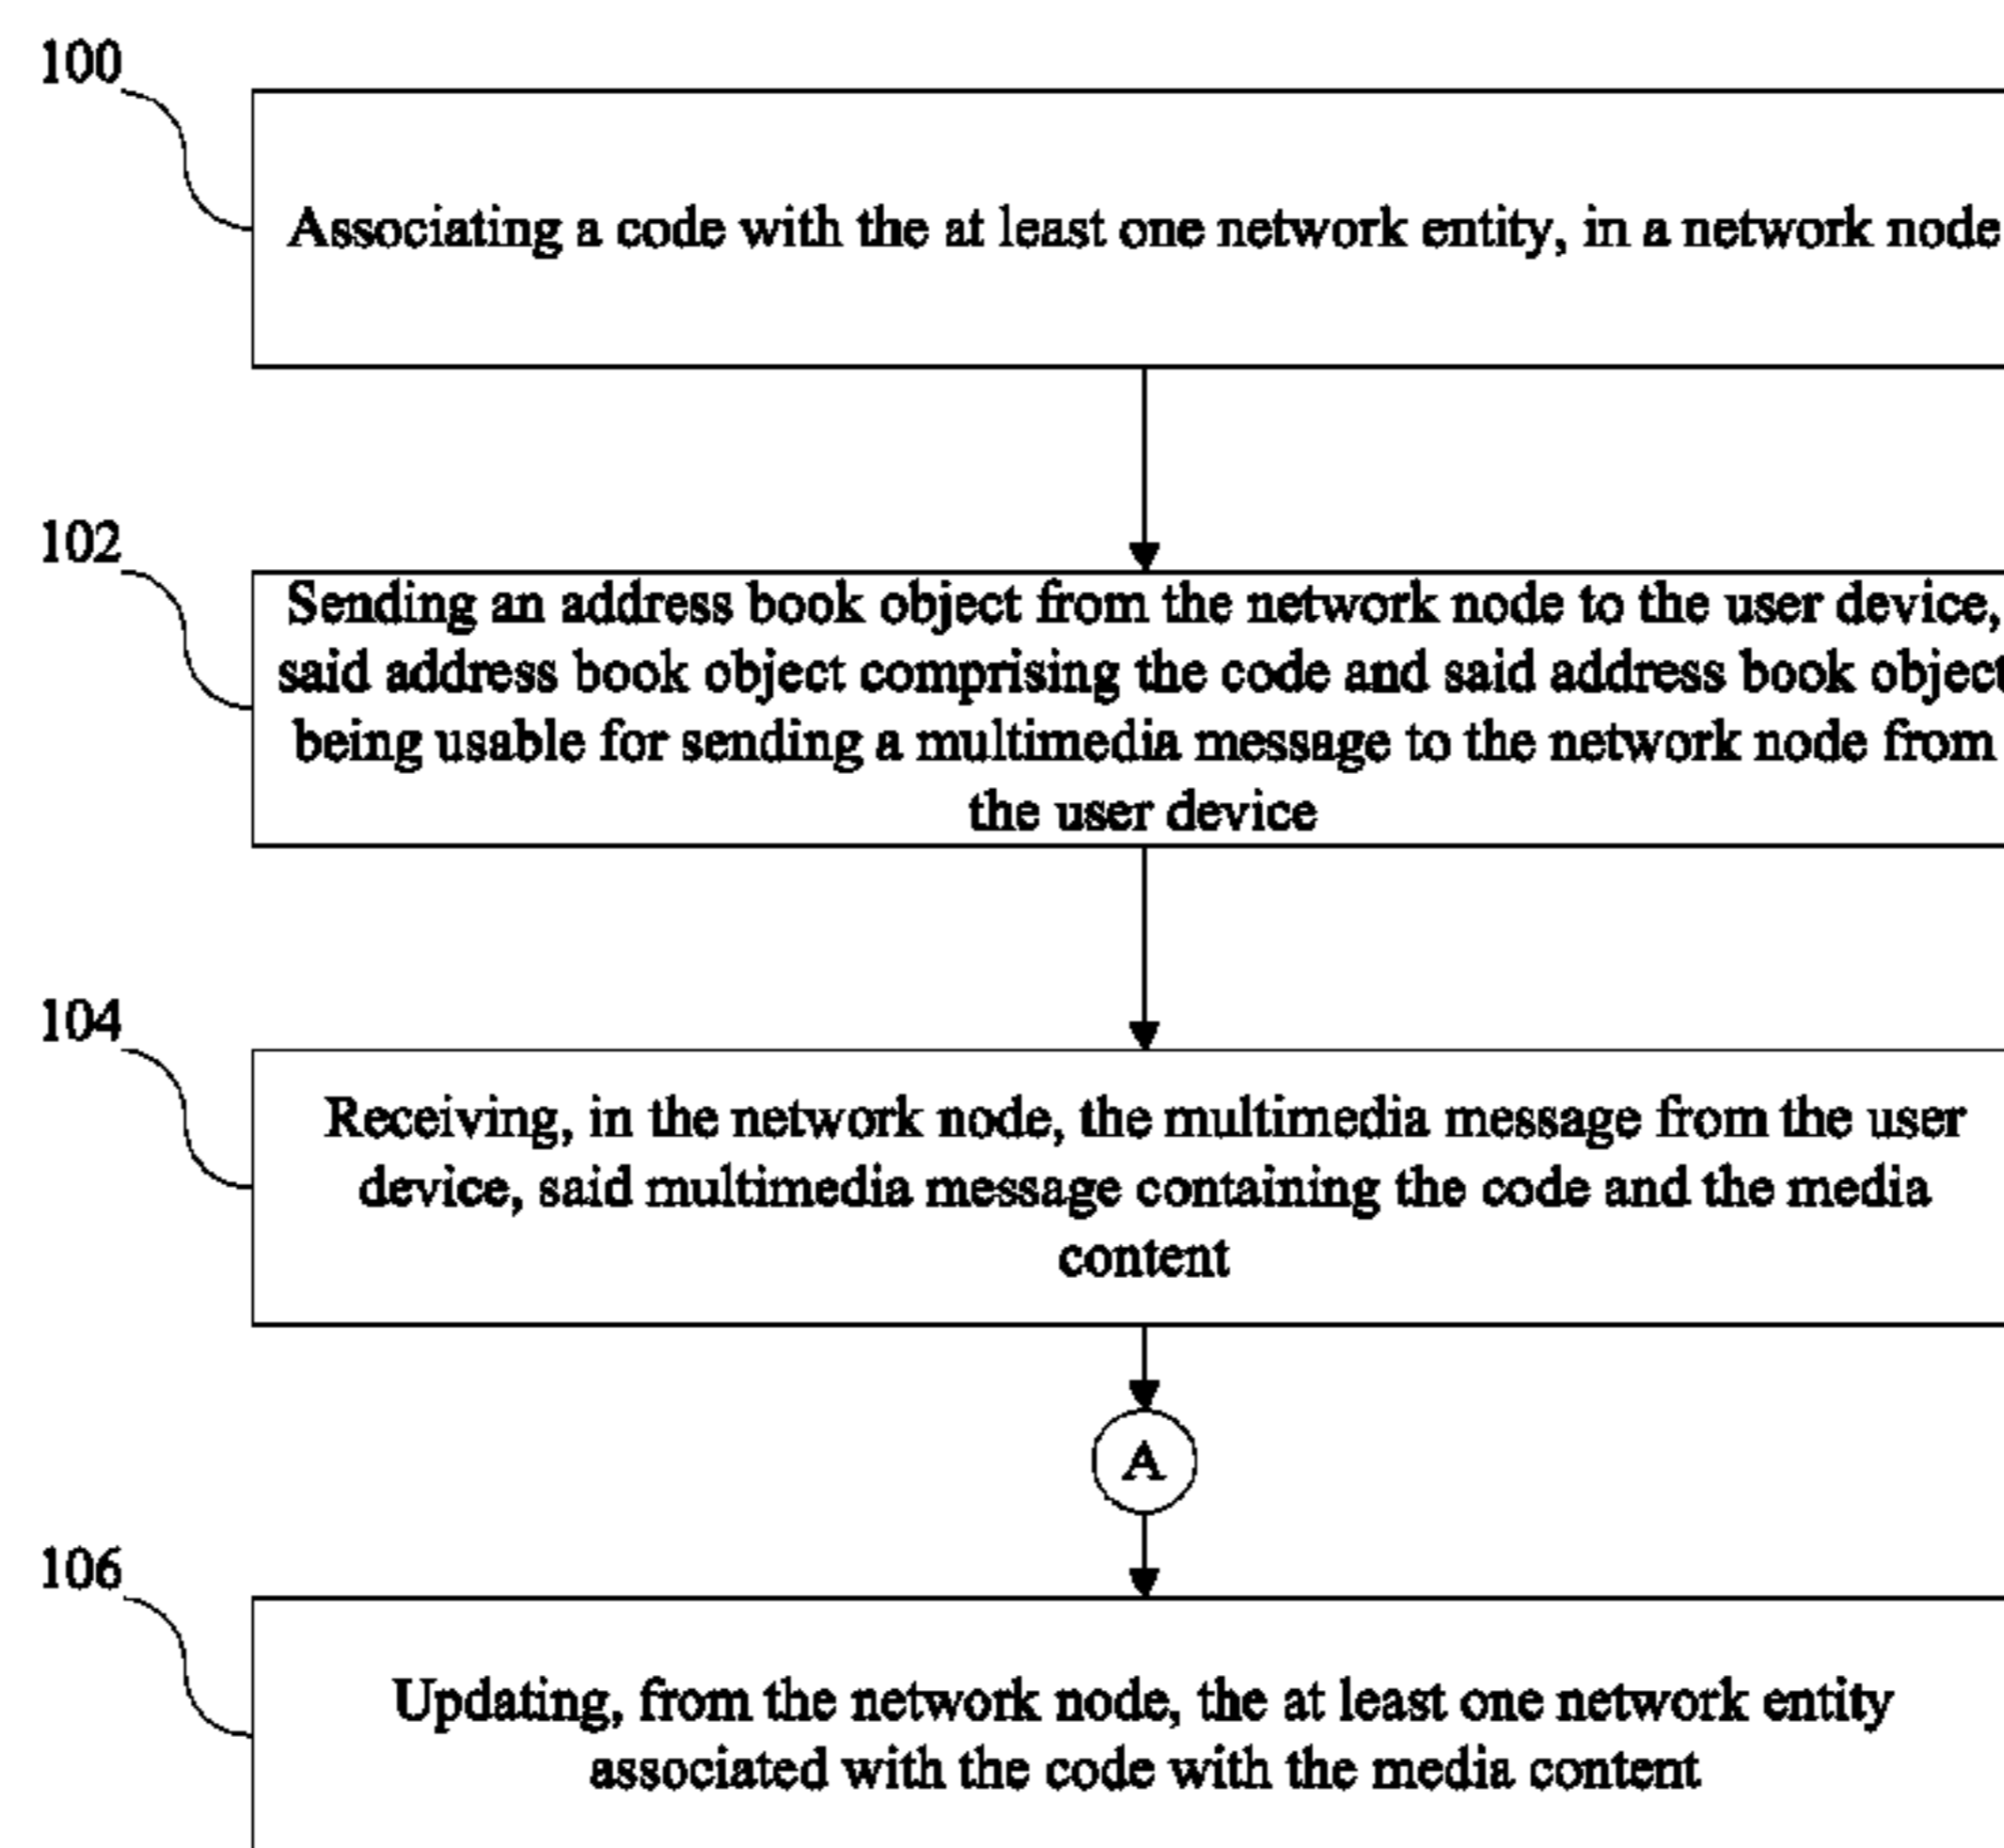 100
Associating a code with the at least one network entity, in a network node
102
Sending an address book object from the network node to the user device,
said address book object comprising the code and said address book object
being usable for sending a multimedia message to the network node from
the user device
104
Receiving, in the network node, the multimedia message from the user
device, said multimedia message containing the code and the media
content
A
106
Updating, from the network node, the at least one network entity
associated with the code with the media content